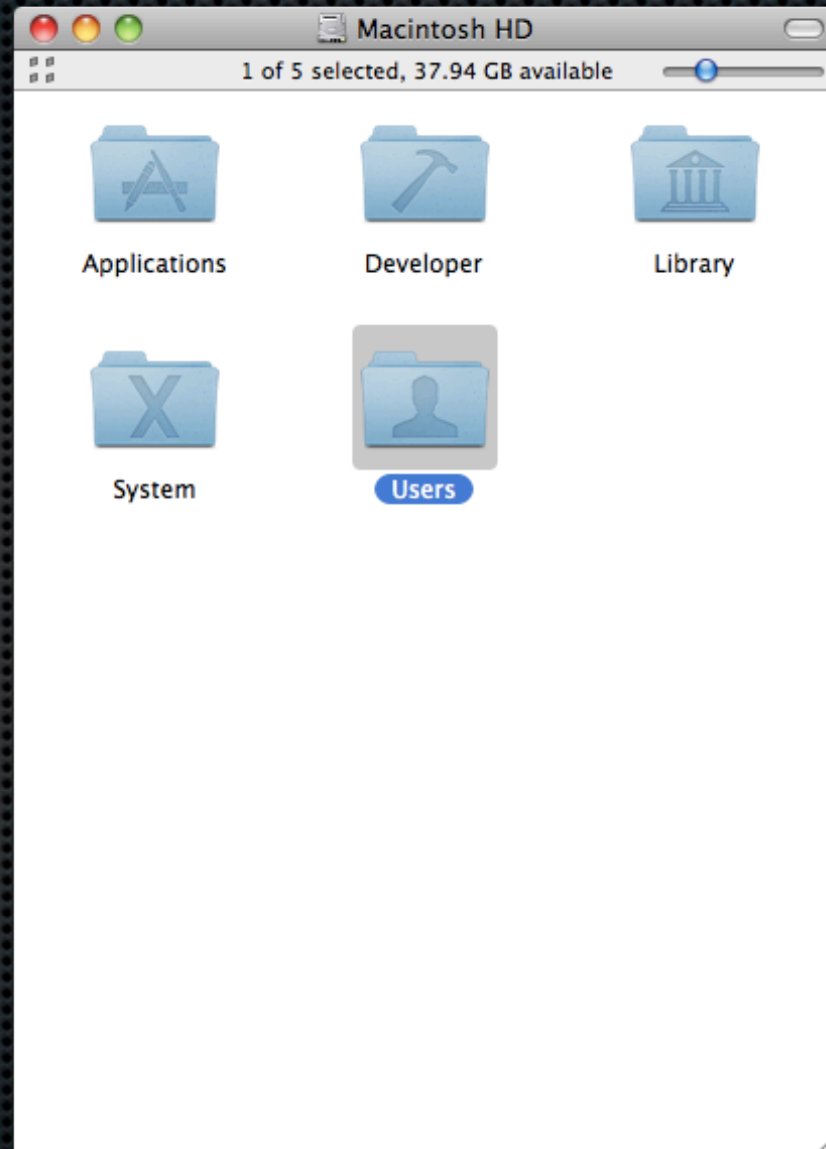 Macintosh HD
1 of 5 selected, 37.94 GB available
Applications Developer Library
System Users